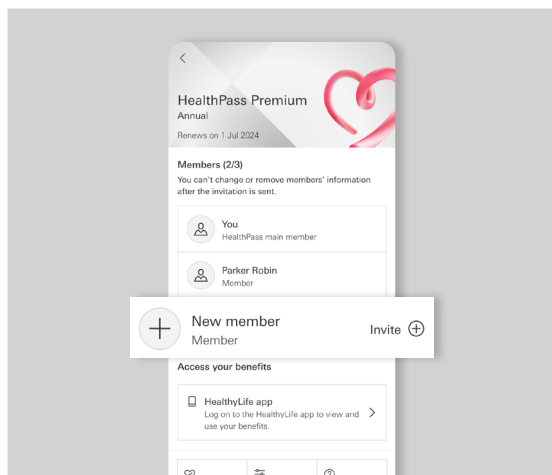 HealthPass Premium
Annual
Renews on 1 Jul 2024
Members (2/3)
You can't change or remove members' information
after the invitation is sent.
You
HealthPass main member
Parker Robin
Member
New member
Invite
Member
Access your benefits
HealthyLife app
Log on to the HealthyLife app to view and
use your benefits.